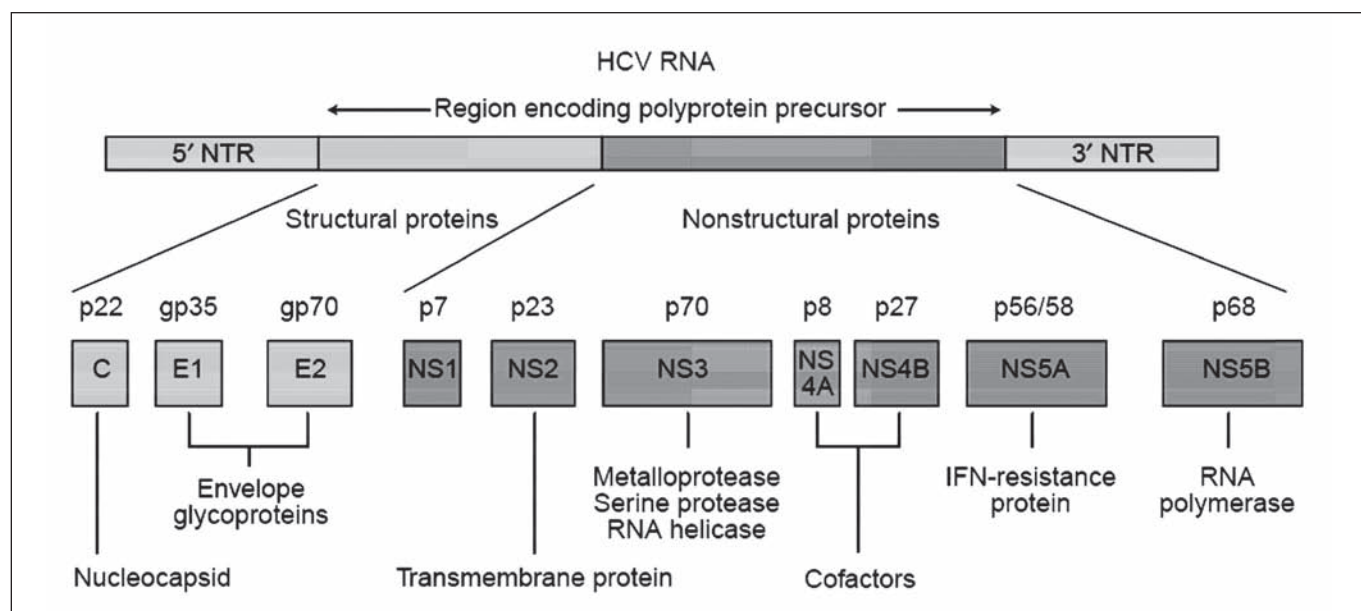 HCV RNA
Region encoding polyprotein precursor
5′ NTR 3′ NTR
Structural proteins Nonstructural proteins
p22 gp35 gp70 p7 p23 p70 p8 p27 p56/58 p68
C E1 E2 NS1 NS2 NS3 NS 4A NS4B NS5A NS5B
Envelope
glycoproteins
Metalloprotease
Serine protease
RNA helicase
IFN-resistance
protein
RNA
polymerase
Nucleocapsid Transmembrane protein Cofactors